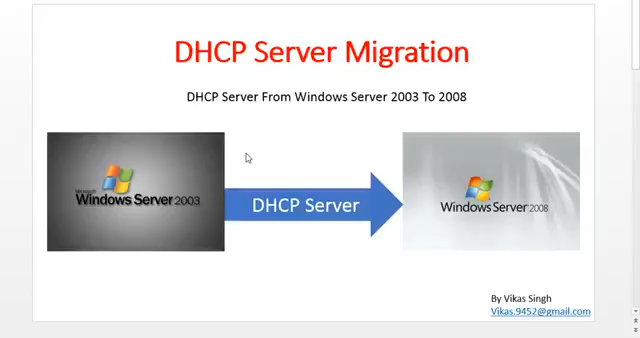 DHCP Server Migration
DHCP Server From Windows Server 2003 To 2008
Microsoft
Windows Server 2003
DHCP Server
Windows Server 2008
By Vikas Singh
Vikas.9452@gmail.com